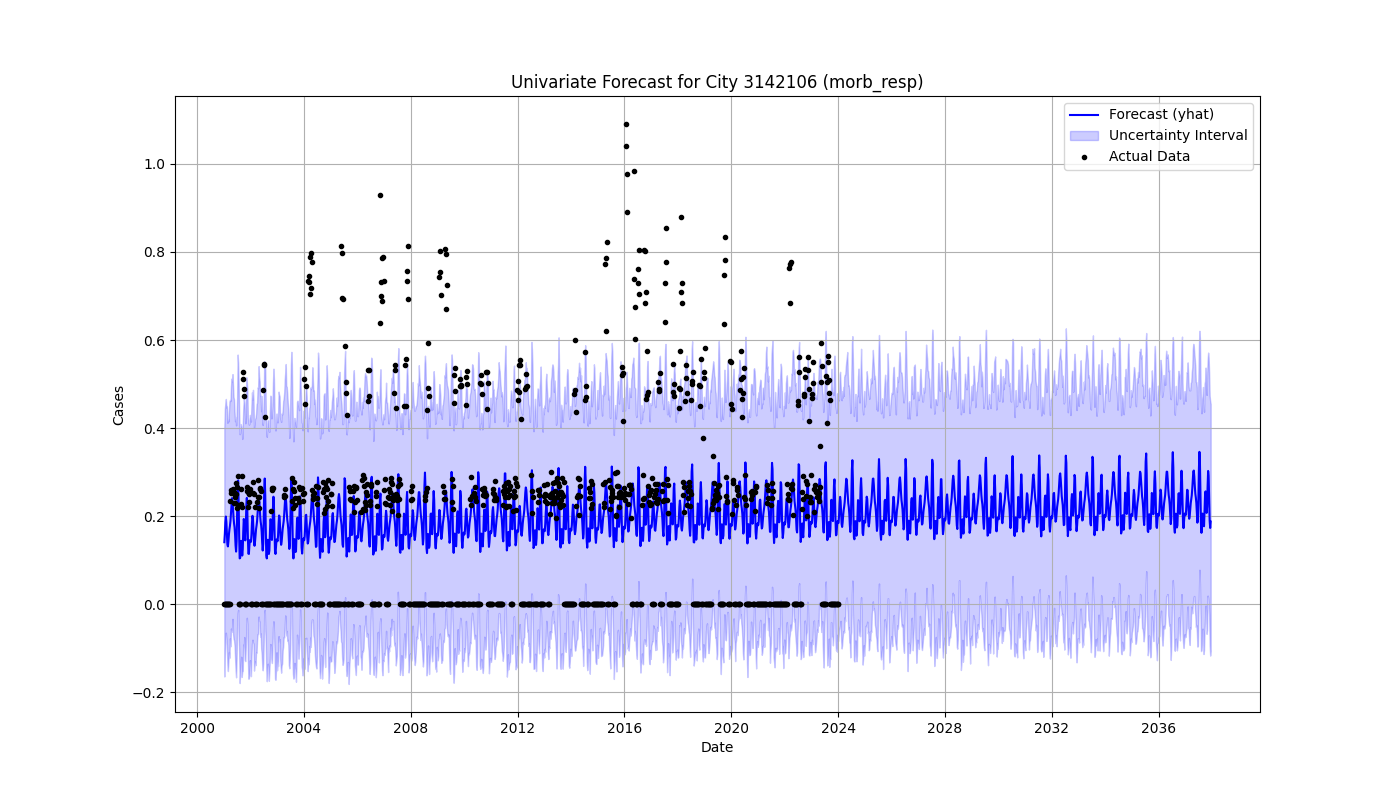 Univariate Forecast for City 3142106 (morb_resp)
Forecast (yhat)
Uncertainty Interval
Actual Data
Cases
1.0
0.8
0.6
0.4
0.2
0.0
−0.2
2000
2004
2008
2012
2016
2020
2024
2028
2032
2036
Date